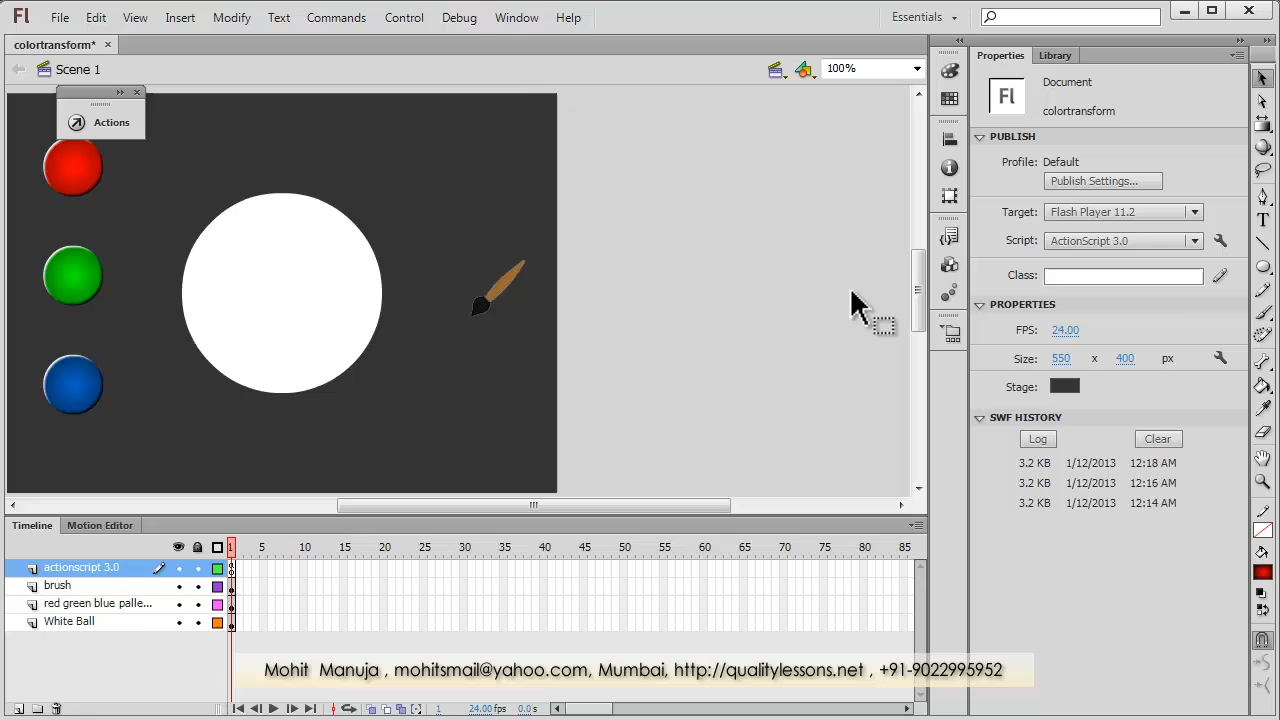 Fl File Edit View Insert Modify Text Commands Control Debug Window Help Essentials
colortransform* ×
Scene 1 100%
Actions
Properties Library
Fl Document
colortransform
PUBLISH
Profile: Default
Publish Settings...
Target: Flash Player 11.2
Script: ActionScript 3.0
Class:
PROPERTIES
FPS: 24.00
Size: 550 x 400 px
Stage:
SWF HISTORY
Log Clear
3.2 KB 1/12/2013 12:18 AM
3.2 KB 1/12/2013 12:16 AM
3.2 KB 1/12/2013 12:14 AM
Timeline Motion Editor
1 5 10 15 20 25 30 35 40 45 50 55 60 65 70 75 80 85
actionscript 3.0
brush
red green blue palle...
White Ball
Mohit Manuja , mohitsmail@yahoo.com, Mumbai, http://qualitylessons.net , +91-9022995952
1 24.00 fps 0.0 s